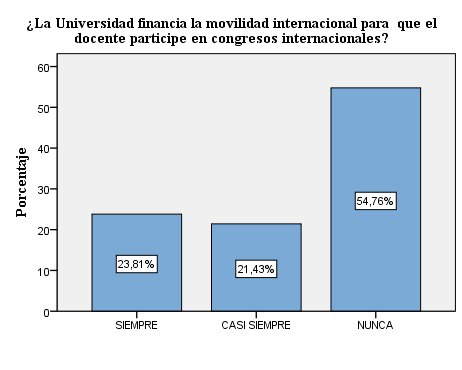 ¿La Universidad financia la movilidad internacional para  que el
docente participe en congresos internacionales?
60
50
40
30
20
10
0
Porcentaje
23,81%
21,43%
54,76%
SIEMPRE
CASI SIEMPRE
NUNCA